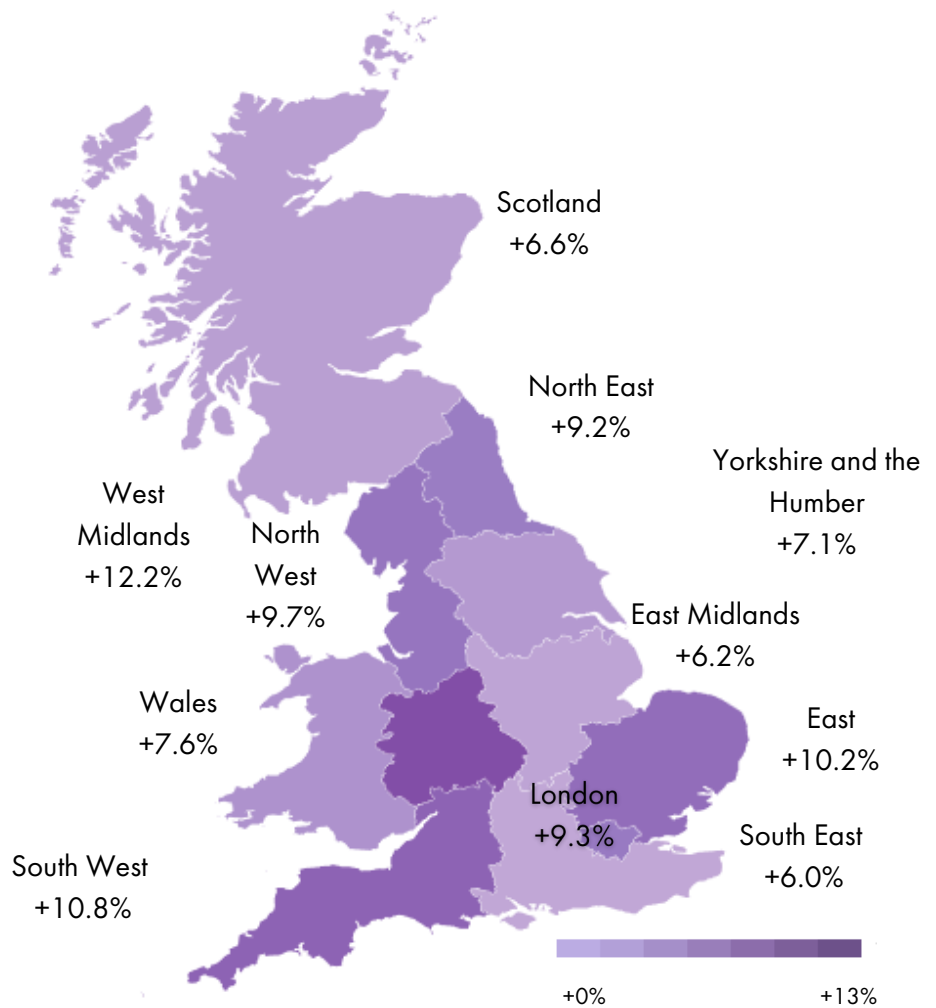 Scotland
+6.6%
North East
+9.2%
Yorkshire and the
Humber
+7.1%
West
Midlands
+12.2%
North
West
+9.7%
East Midlands
+6.2%
Wales
+7.6%
East
+10.2%
London
+9.3%
South East
+6.0%
South West
+10.8%
+0%
+13%